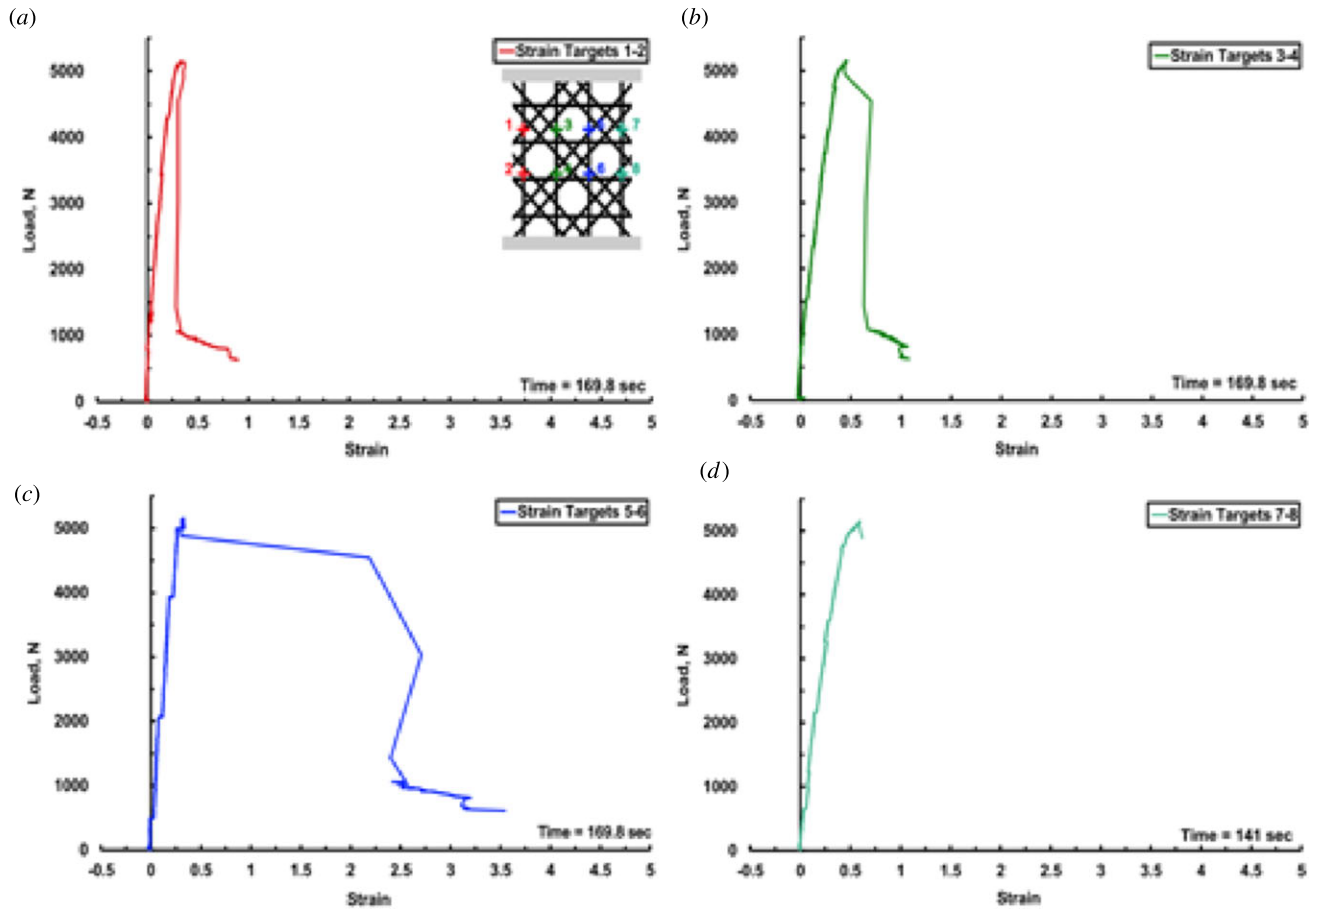 (a)
Strain Targets 1-2
5000
4000
3000
2000
1000
0
Load, N
1 3 7
2 6 8
Time = 169.8 sec
-0.5 0 0.5 1 1.5 2 2.5 3 3.5 4 4.5 5
Strain
(b)
Strain Targets 3-4
5000
4000
3000
2000
1000
0
Load, N
Time = 169.8 sec
-0.5 0 0.5 1 1.5 2 2.5 3 3.5 4 4.5 5
Strain
(c)
Strain Targets 5-6
5000
4000
3000
2000
1000
0
Load, N
Time = 169.8 sec
-0.5 0 0.5 1 1.5 2 2.5 3 3.5 4 4.5 5
Strain
(d)
Strain Targets 7-8
5000
4000
3000
2000
1000
0
Load, N
Time = 141 sec
-0.5 0 0.5 1 1.5 2 2.5 3 3.5 4 4.5 5
Strain